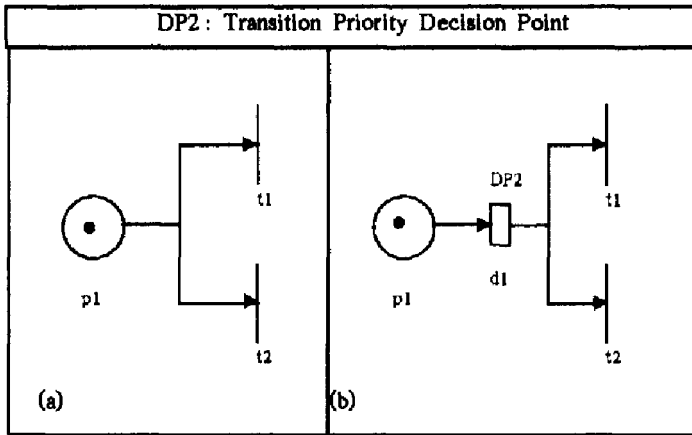 DP2 : Transition Priority Decision Point
t1
p1
t2
(a)
DP2
t1
p1
d1
t2
(b)